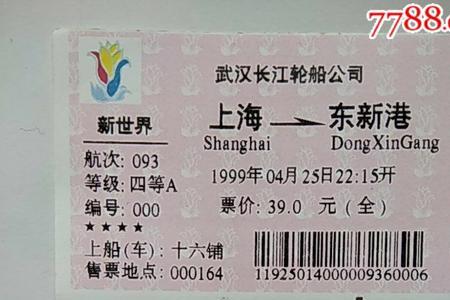 7788.c
武汉长江轮船公司
新世界
上海 → 东新港
Shanghai DongXinGang
航次: 093
等级: 四等A
1999年04月25日22:15开
编号: 000
票价: 39.0 元 (全)
★★★★
上船(车): 十六铺
售票地点: 000164
11925014000009360006